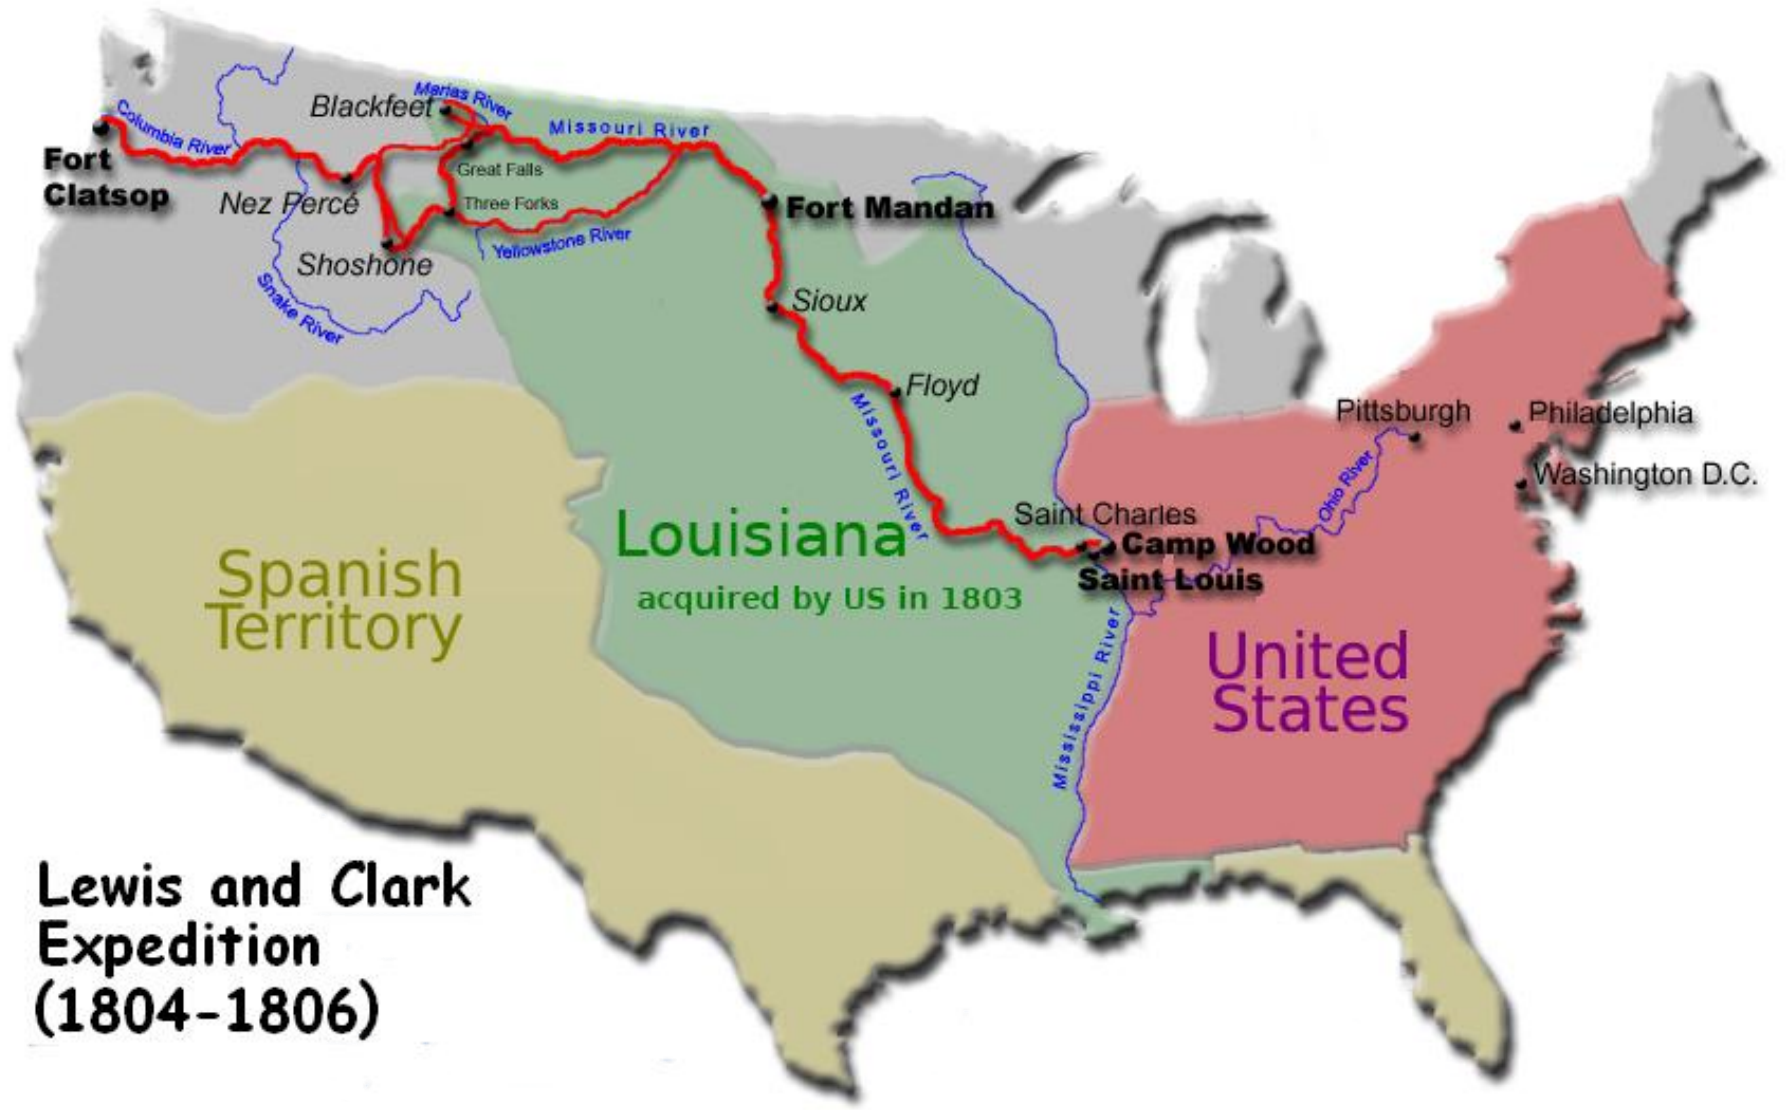 Marias River
Blackfeet
Columbia River
Missouri River
Fort
Clatsop
Great Falls
Nez Percé
Three Forks
Fort Mandan
Yellowstone River
Shoshone
Snake River
Sioux
Floyd
Missouri River
Pittsburgh
Philadelphia
Ohio River
Washington D.C.
Saint Charles
Louisiana
acquired by US in 1803
Camp Wood
Saint Louis
Spanish
Territory
Mississippi River
United
States
Lewis and Clark
Expedition
(1804-1806)